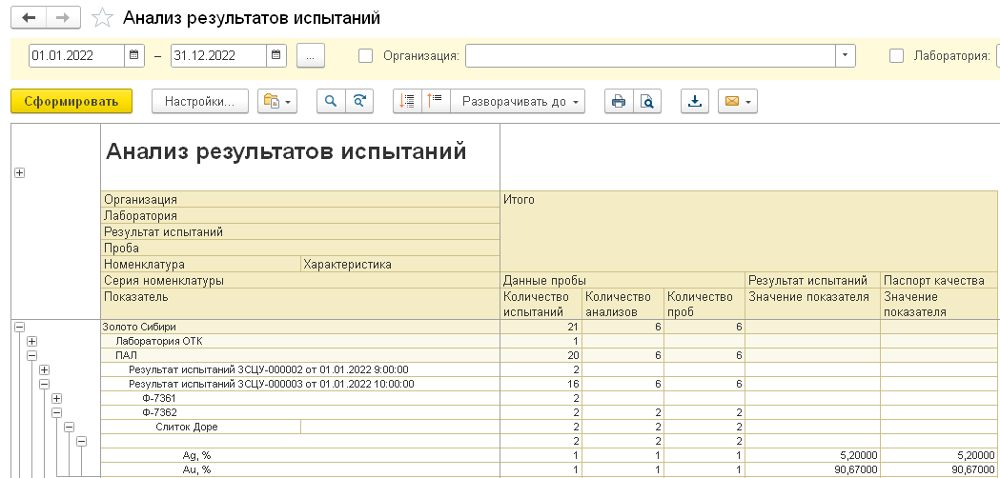 Анализ результатов испытаний
01.01.2022 – 31.12.2022 ... Организация: Лаборатория:
Сформировать Настройки... Разворачивать до
Анализ результатов испытаний
Организация Итого
Лаборатория
Результат испытаний
Проба
Номенклатура Характеристика
Серия номенклатуры Данные пробы Результат испытаний Паспорт качества
Показатель Количество испытаний Количество анализов Количество проб Значение показателя Значение показателя
Золото Сибири 21 6 6
Лаборатория ОТК 1
ПАЛ 20 6 6
Результат испытаний ЗСЦУ-000002 от 01.01.2022 9:00:00 2
Результат испытаний ЗСЦУ-000003 от 01.01.2022 10:00:00 16 6 6
Ф-7361 2
Ф-7362 2 2 2
Слиток Доре 2 2 2
2 2 2
Ag, % 1 1 1 5,20000 5,20000
Au, % 1 1 1 90,67000 90,67000